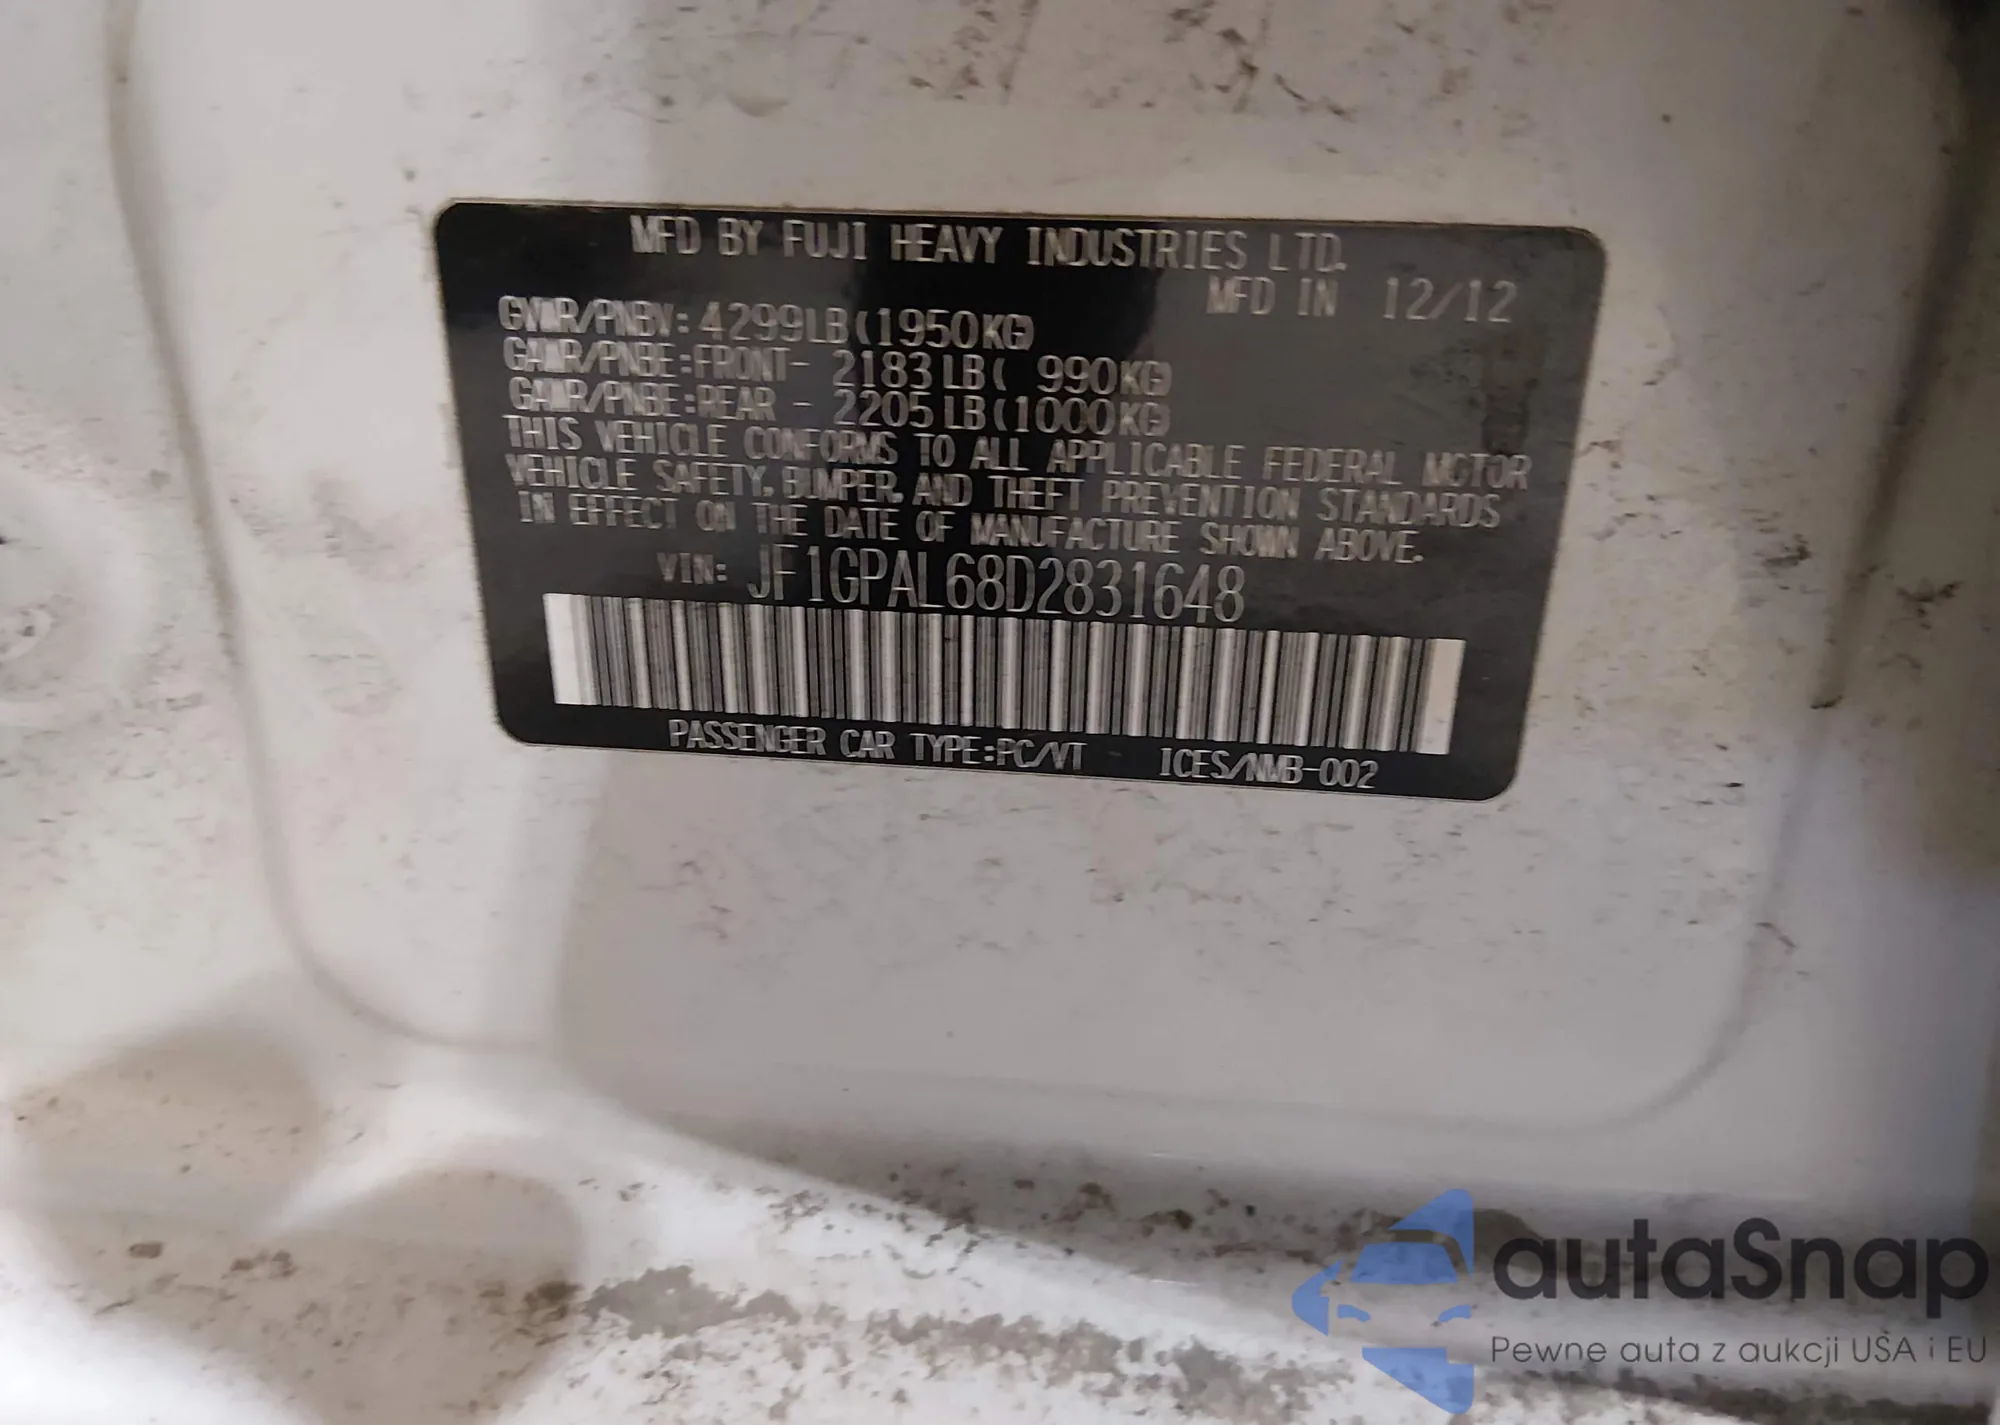 MFD BY FUJI HEAVY INDUSTRIES LTD.
MFD IN 12/12
GVWR/PNBV: 4299LB(1950KG)
GAWR/PNBE:FRONT- 2183LB( 990KG)
GAWR/PNBE:REAR - 2205LB(1000KG)
THIS VEHICLE CONFORMS TO ALL APPLICABLE FEDERAL MOTOR
VEHICLE SAFETY, BUMPER, AND THEFT PREVENTION STANDARDS
IN EFFECT ON THE DATE OF MANUFACTURE SHOWN ABOVE.
VIN: JF1GPAL68D2831648
PASSENGER CAR TYPE:PC/VT ICES/NMB-002
autaSnap
Pewne auta z aukcji USA i EU